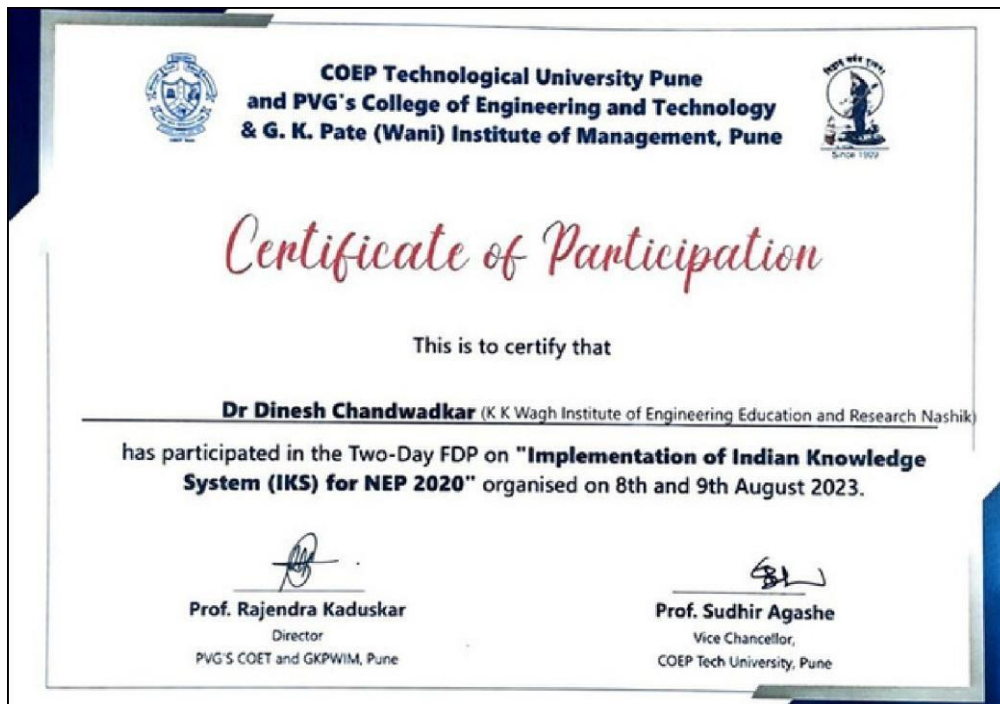 COEP Technological University Pune
and PVG's College of Engineering and Technology
& G. K. Pate (Wani) Institute of Management, Pune
Since 1909
Certificate of Participation
This is to certify that
Dr Dinesh Chandwadkar (K K Wagh Institute of Engineering Education and Research Nashik)
has participated in the Two-Day FDP on "Implementation of Indian Knowledge
System (IKS) for NEP 2020" organised on 8th and 9th August 2023.
Prof. Rajendra Kaduskar
Director
PVG'S COET and GKPWIM, Pune
Prof. Sudhir Agashe
Vice Chancellor,
COEP Tech University, Pune